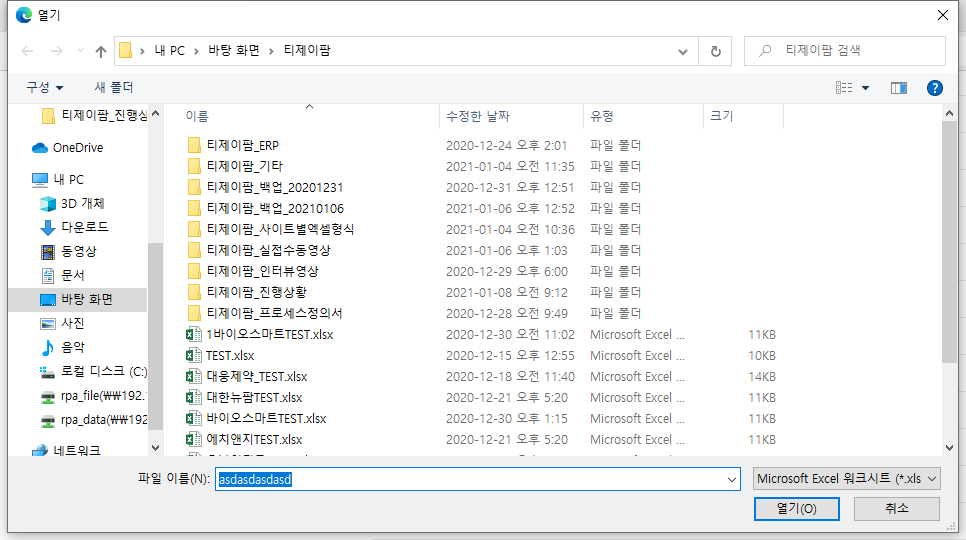 열기
내 PC > 바탕 화면 > 티제이팜
티제이팜 검색
구성 새 폴더
티제이팜_진행상
OneDrive
내 PC
3D 개체
다운로드
동영상
문서
바탕 화면
사진
음악
로컬 디스크 (C:)
rpa_file(₩₩192.1
rpa_data(₩₩192
네트워크
이름 수정한 날짜 유형 크기
티제이팜_ERP 2020-12-24 오후 2:01 파일 폴더
티제이팜_기타 2021-01-04 오전 11:35 파일 폴더
티제이팜_백업_20201231 2020-12-31 오후 12:51 파일 폴더
티제이팜_백업_20210106 2021-01-06 오후 12:52 파일 폴더
티제이팜_사이트별엑셀형식 2021-01-04 오전 10:36 파일 폴더
티제이팜_실접수동영상 2021-01-06 오후 1:03 파일 폴더
티제이팜_인터뷰영상 2020-12-29 오후 6:00 파일 폴더
티제이팜_진행상황 2021-01-08 오전 9:12 파일 폴더
티제이팜_프로세스정의서 2020-12-28 오전 9:49 파일 폴더
1바이오스마트TEST.xlsx 2020-12-30 오전 11:02 Microsoft Excel ... 11KB
TEST.xlsx 2020-12-15 오후 12:55 Microsoft Excel ... 10KB
대웅제약_TEST.xlsx 2020-12-18 오전 11:40 Microsoft Excel ... 14KB
대한뉴팜TEST.xlsx 2020-12-21 오후 5:20 Microsoft Excel ... 11KB
바이오스마트TEST.xlsx 2020-12-30 오후 1:15 Microsoft Excel ... 11KB
에치앤지TEST.xlsx 2020-12-21 오후 5:20 Microsoft Excel ... 11KB
파일 이름(N): asdasdasdasd Microsoft Excel 워크시트 (*.xls
열기(O) 취소